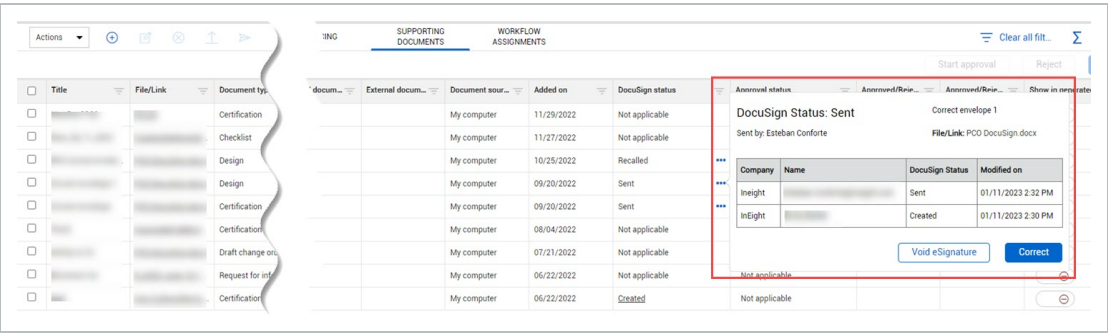 Actions
:ING
SUPPORTING DOCUMENTS
WORKFLOW ASSIGNMENTS
Clear all filt...
Σ
Start approval
Reject
Title
File/Link
Document typ
docum...
External docum...
Document sour...
Added on
DocuSign status
Approval status
Approved/Reje...
Approved/Reje...
Show in generate
Certification
My computer
11/29/2022
Not applicable
Checklist
My computer
11/27/2022
Not applicable
Design
My computer
10/25/2022
Recalled
Design
My computer
09/20/2022
Sent
Certification
My computer
09/20/2022
Sent
Certification
My computer
08/04/2022
Not applicable
Draft change orc
My computer
07/21/2022
Not applicable
Request for info
My computer
06/22/2022
Not applicable
Not applicable
Certification
My computer
06/22/2022
Created
Not applicable
DocuSign Status: Sent
Correct envelope 1
Sent by: Esteban Conforte
File/Link: PCO DocuSign.docx
Company
Name
DocuSign Status
Modified on
Ineight
Sent
01/11/2023 2:32 PM
InEight
Created
01/11/2023 2:30 PM
Void eSignature
Correct